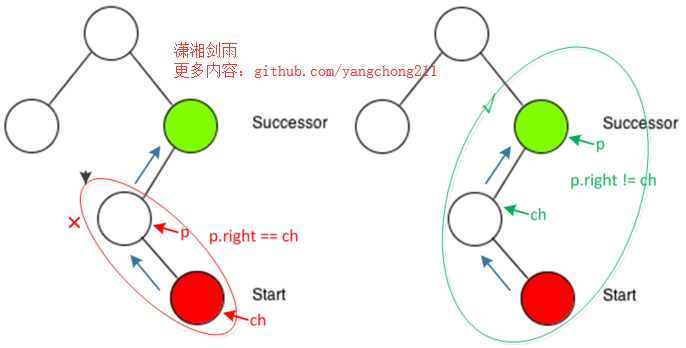 潇湘剑雨
更多内容：github.com/yangchong211
Successor
p
p.right == ch
Start
ch
Successor
p
p.right != ch
ch
Start